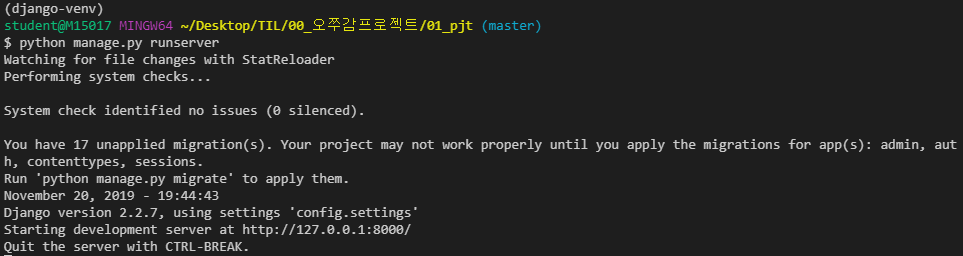 (django-venv)
student@M15017 MINGW64 ~/Desktop/TIL/00_오쭈감프로젝트/01_pjt (master)
$ python manage.py runserver
Watching for file changes with StatReloader
Performing system checks...
System check identified no issues (0 silenced).
You have 17 unapplied migration(s). Your project may not work properly until you apply the migrations for app(s): admin, aut
h, contenttypes, sessions.
Run 'python manage.py migrate' to apply them.
November 20, 2019 - 19:44:43
Django version 2.2.7, using settings 'config.settings'
Starting development server at http://127.0.0.1:8000/
Quit the server with CTRL-BREAK.